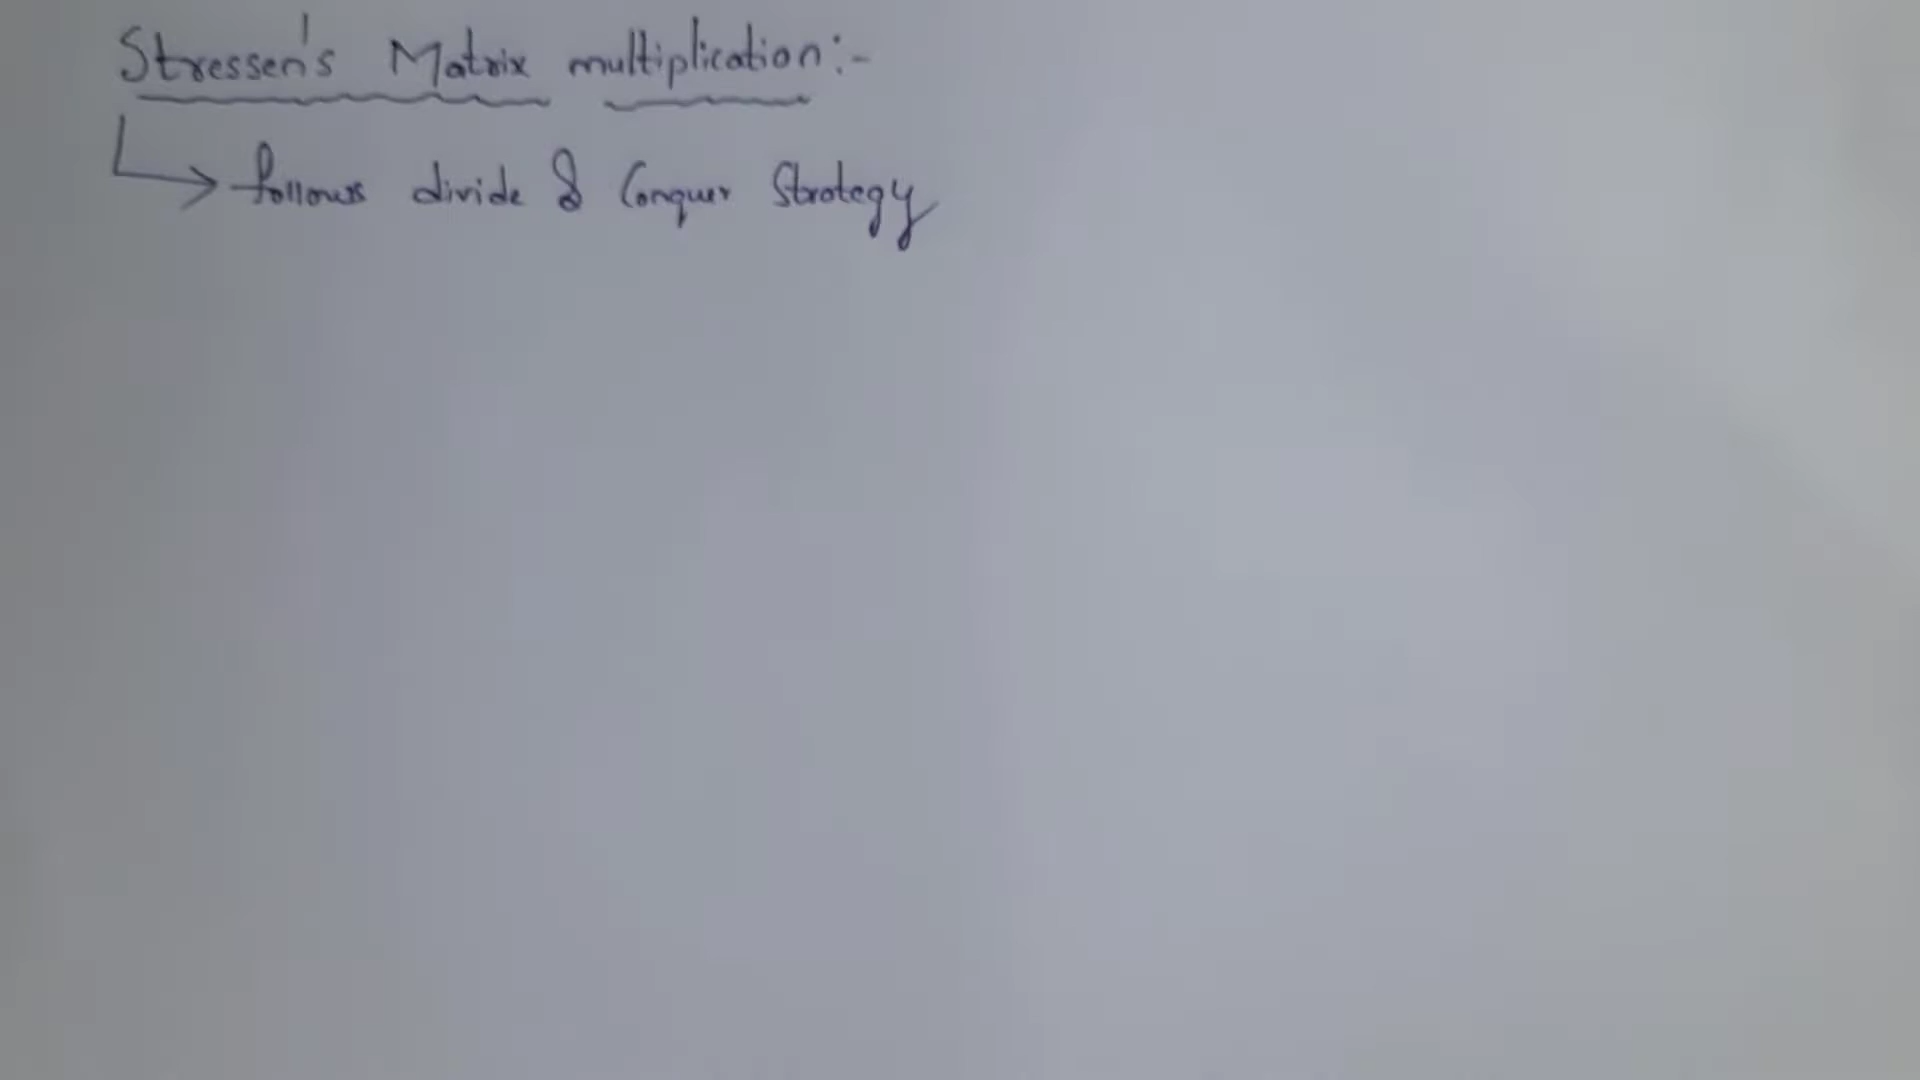 Stressen's Matrix multiplication:-
follows divide & Conquer Strategy